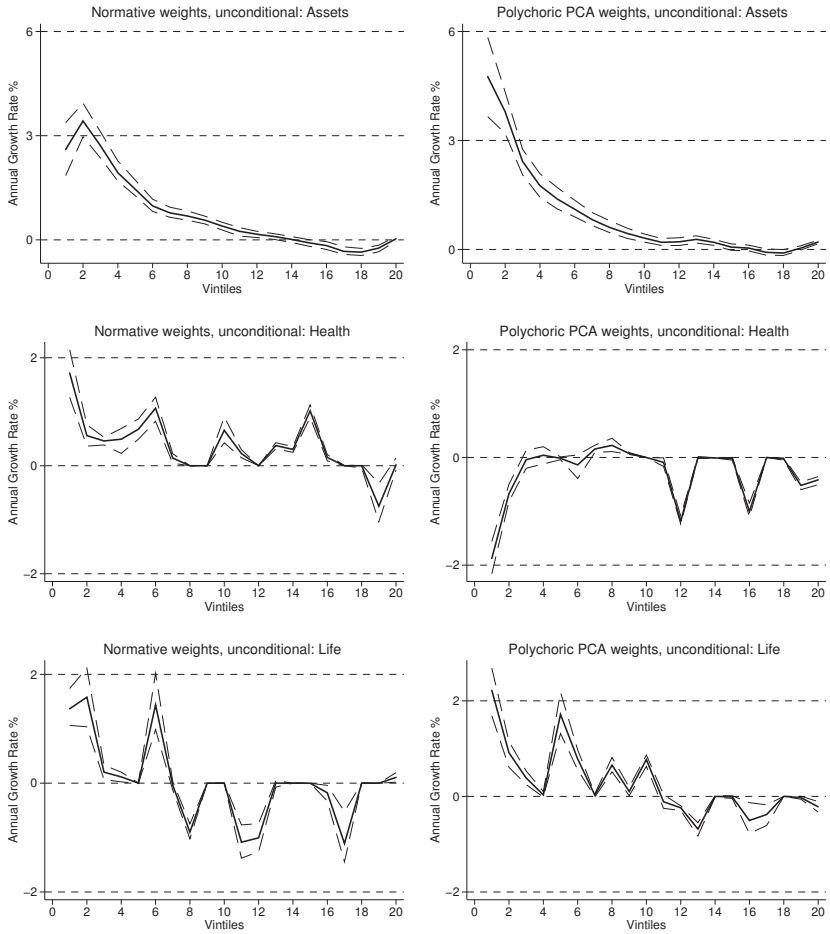 Normative weights, unconditional: Assets
Annual Growth Rate %
6
3
0
0 2 4 6 8 10 12 14 16 18 20
Vintiles
Polychoric PCA weights, unconditional: Assets
Annual Growth Rate %
6
3
0
0 2 4 6 8 10 12 14 16 18 20
Vintiles
Normative weights, unconditional: Health
Annual Growth Rate %
2
0
−2
0 2 4 6 8 10 12 14 16 18 20
Vintiles
Polychoric PCA weights, unconditional: Health
Annual Growth Rate %
2
0
−2
0 2 4 6 8 10 12 14 16 18 20
Vintiles
Normative weights, unconditional: Life
Annual Growth Rate %
2
0
−2
0 2 4 6 8 10 12 14 16 18 20
Vintiles
Polychoric PCA weights, unconditional: Life
Annual Growth Rate %
2
0
−2
0 2 4 6 8 10 12 14 16 18 20
Vintiles